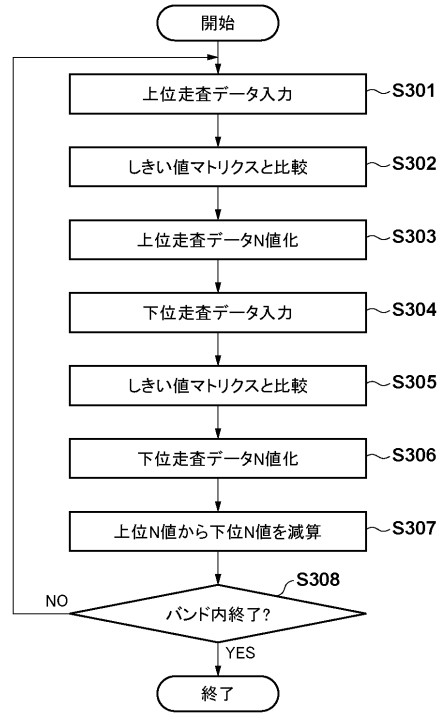 開始
上位走査データ入力
S301
しきい値マトリクスと比較
S302
上位走査データN値化
S303
下位走査データ入力
S304
しきい値マトリクスと比較
S305
下位走査データN値化
S306
上位N値から下位N値を減算
S307
S308
バンド内終了?
NO
YES
終了